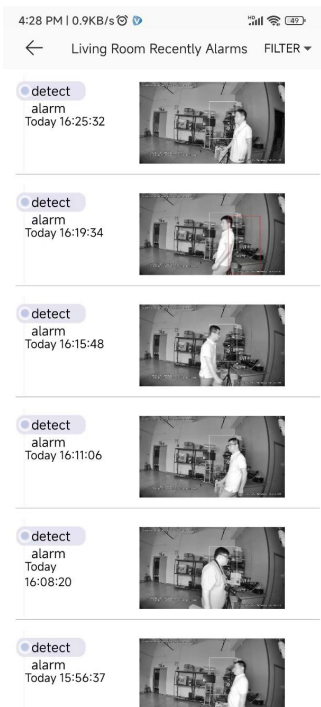 4:28 PM | 0.9KB/s
HD
49
Living Room Recently Alarms FILTER
detect
alarm
Today 16:25:32
detect
alarm
Today 16:19:34
detect
alarm
Today 16:15:48
detect
alarm
Today 16:11:06
detect
alarm
Today
16:08:20
detect
alarm
Today 15:56:37